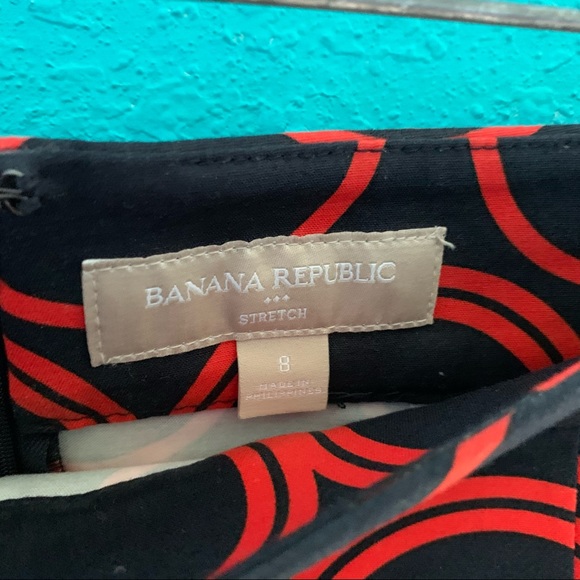 BANANA REPUBLIC
STRETCH
8
MADE IN
PHILIPPINES